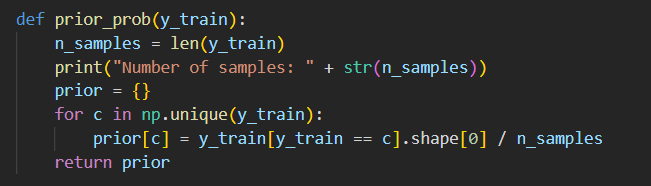 def prior_prob(y_train):
    n_samples = len(y_train)
    print("Number of samples: " + str(n_samples))
    prior = {}
    for c in np.unique(y_train):
        prior[c] = y_train[y_train == c].shape[0] / n_samples
    return prior